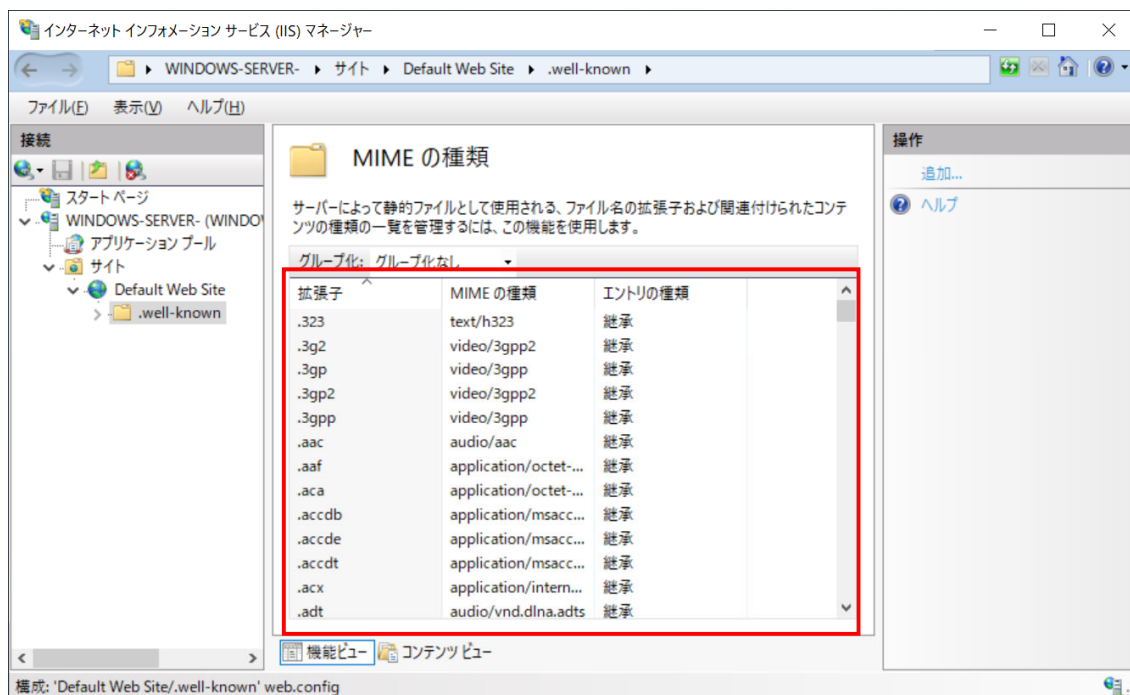 インターネット インフォメーション サービス (IIS) マネージャー
WINDOWS-SERVER- サイト Default Web Site .well-known
ファイル(F) 表示(V) ヘルプ(H)
接続
スタート ページ
WINDOWS-SERVER- (WINDOW
アプリケーション プール
サイト
Default Web Site
.well-known
MIME の種類
サーバーによって静的ファイルとして使用される、ファイル名の拡張子および関連付けられたコンテ
ンツの種類の一覧を管理するには、この機能を使用します。
グループ化: グループ化なし
拡張子 MIME の種類 エントリの種類
.323 text/h323 継承
.3g2 video/3gpp2 継承
.3gp video/3gpp 継承
.3gp2 video/3gpp2 継承
.3gpp video/3gpp 継承
.aac audio/aac 継承
.aaf application/octet-... 継承
.aca application/octet-... 継承
.accdb application/msacc... 継承
.accde application/msacc... 継承
.accdt application/msacc... 継承
.acx application/intern... 継承
.adt audio/vnd.dlna.adts 継承
機能ビュー コンテンツ ビュー
操作
追加...
ヘルプ
構成: 'Default Web Site/.well-known' web.config